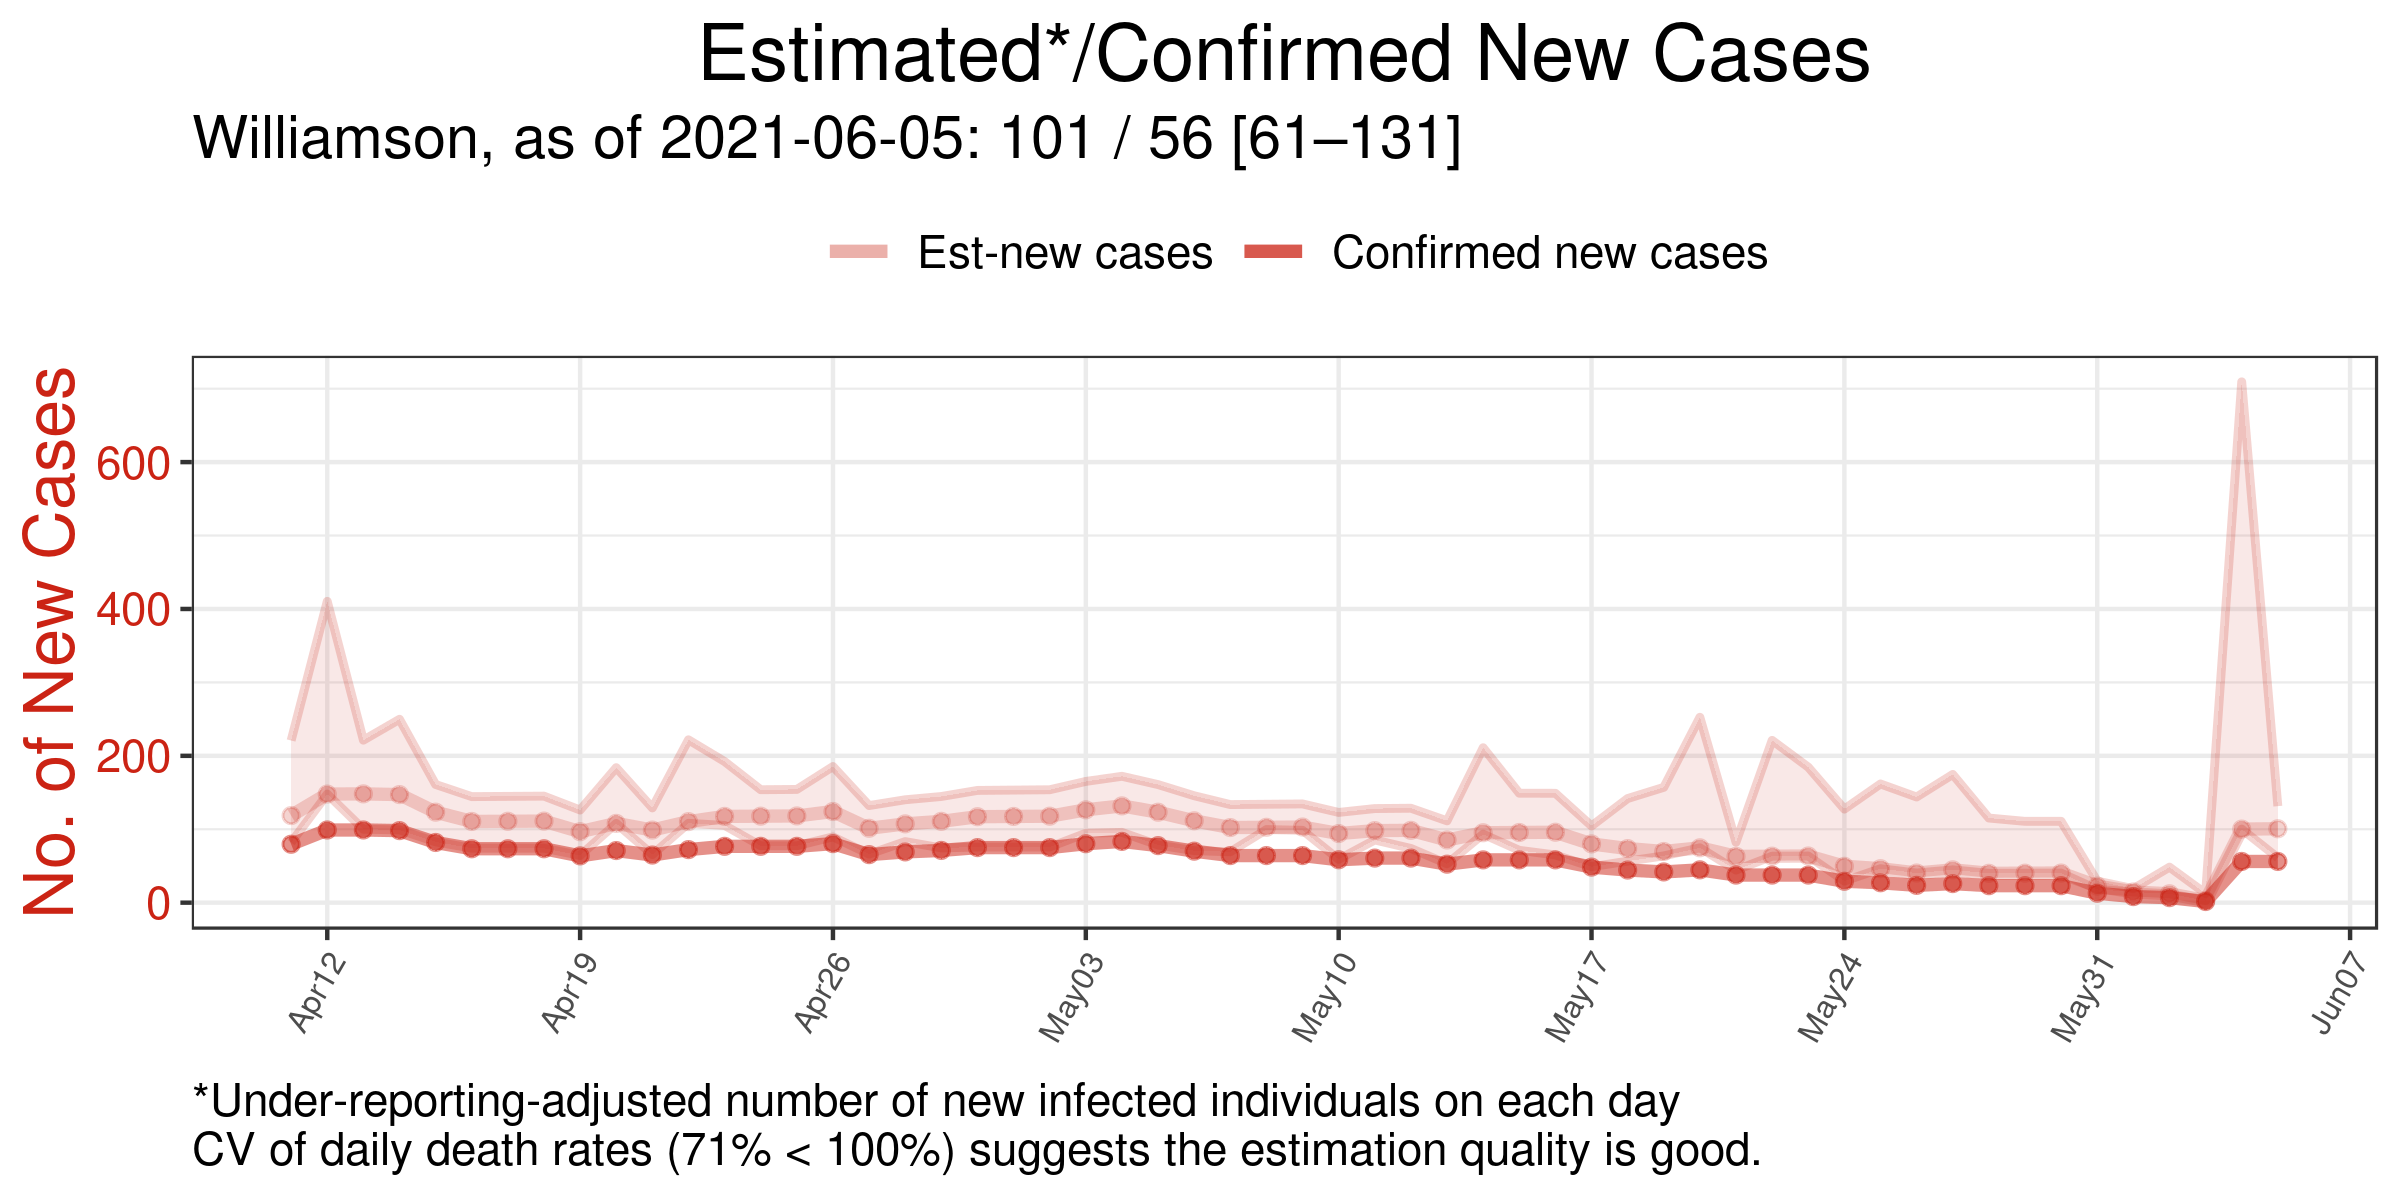 Estimated*/Confirmed New Cases
Williamson, as of 2021-06-05: 101 / 56 [61–131]
Est-new cases
Confirmed new cases
No. of New Cases
600
400
200
0
Apr12
Apr19
Apr26
May03
May10
May17
May24
May31
Jun07
*Under-reporting-adjusted number of new infected individuals on each day
CV of daily death rates (71% < 100%) suggests the estimation quality is good.